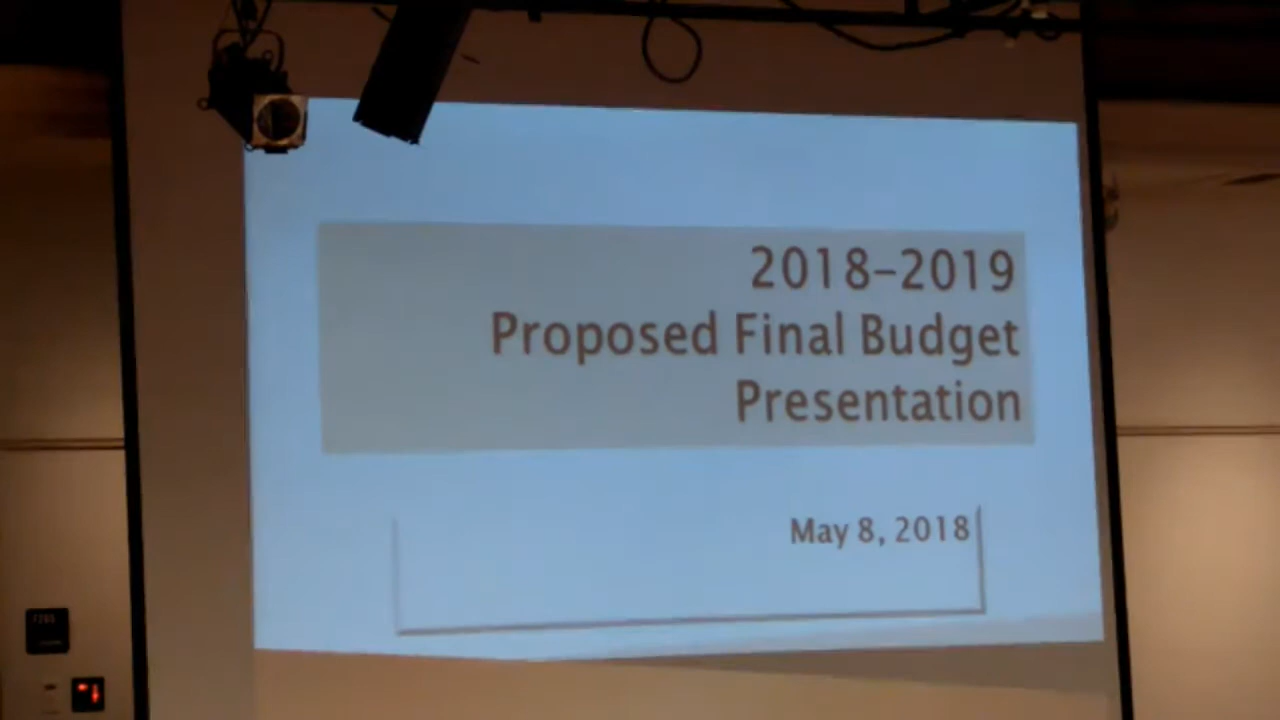 2018-2019
Proposed Final Budget
Presentation
May 8, 2018